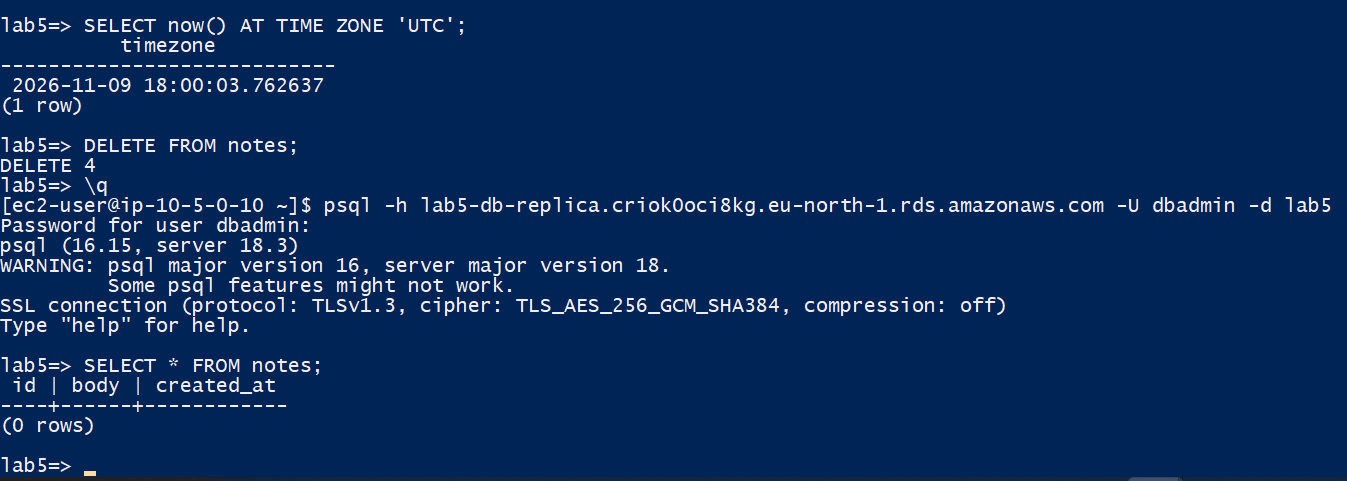 lab5=> SELECT now() AT TIME ZONE 'UTC';
          timezone
----------------------------
 2026-11-09 18:00:03.762637
(1 row)

lab5=> DELETE FROM notes;
DELETE 4
lab5=> \q
[ec2-user@ip-10-5-0-10 ~]$ psql -h lab5-db-replica.criok0oci8kg.eu-north-1.rds.amazonaws.com -U dbadmin -d lab5
Password for user dbadmin:
psql (16.15, server 18.3)
WARNING: psql major version 16, server major version 18.
         Some psql features might not work.
SSL connection (protocol: TLSv1.3, cipher: TLS_AES_256_GCM_SHA384, compression: off)
Type "help" for help.

lab5=> SELECT * FROM notes;
 id | body | created_at
----+------+------------
(0 rows)

lab5=>